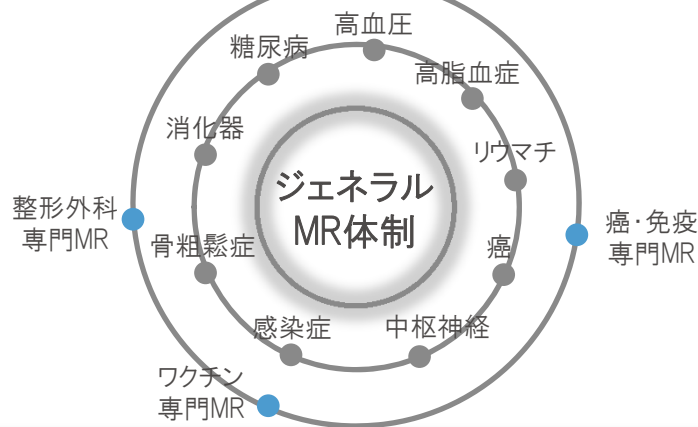 高血圧
糖尿病
高脂血症
消化器
リウマチ
ジェネラル
MR体制
整形外科
専門MR
癌・免疫
専門MR
骨粗鬆症
癌
感染症
中枢神経
ワクチン
専門MR